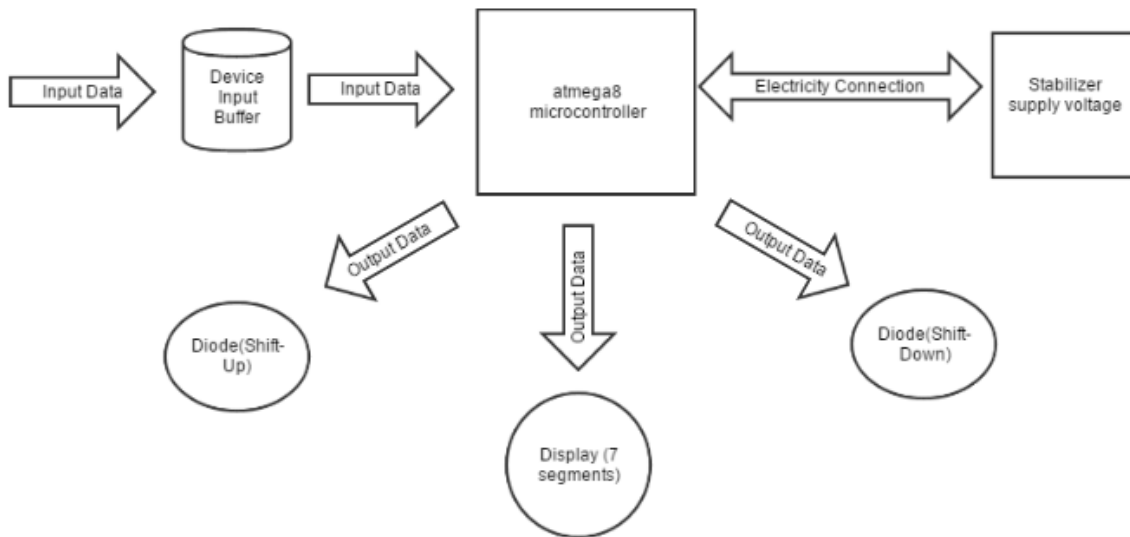 Input Data
Device
Input
Buffer
Input Data
atmega8
microcontroller
Electricity Connection
Stabilizer
supply voltage
Output Data
Output Data
Output Data
Diode(Shift-
Up)
Diode(Shift-
Down)
Display (7
segments)